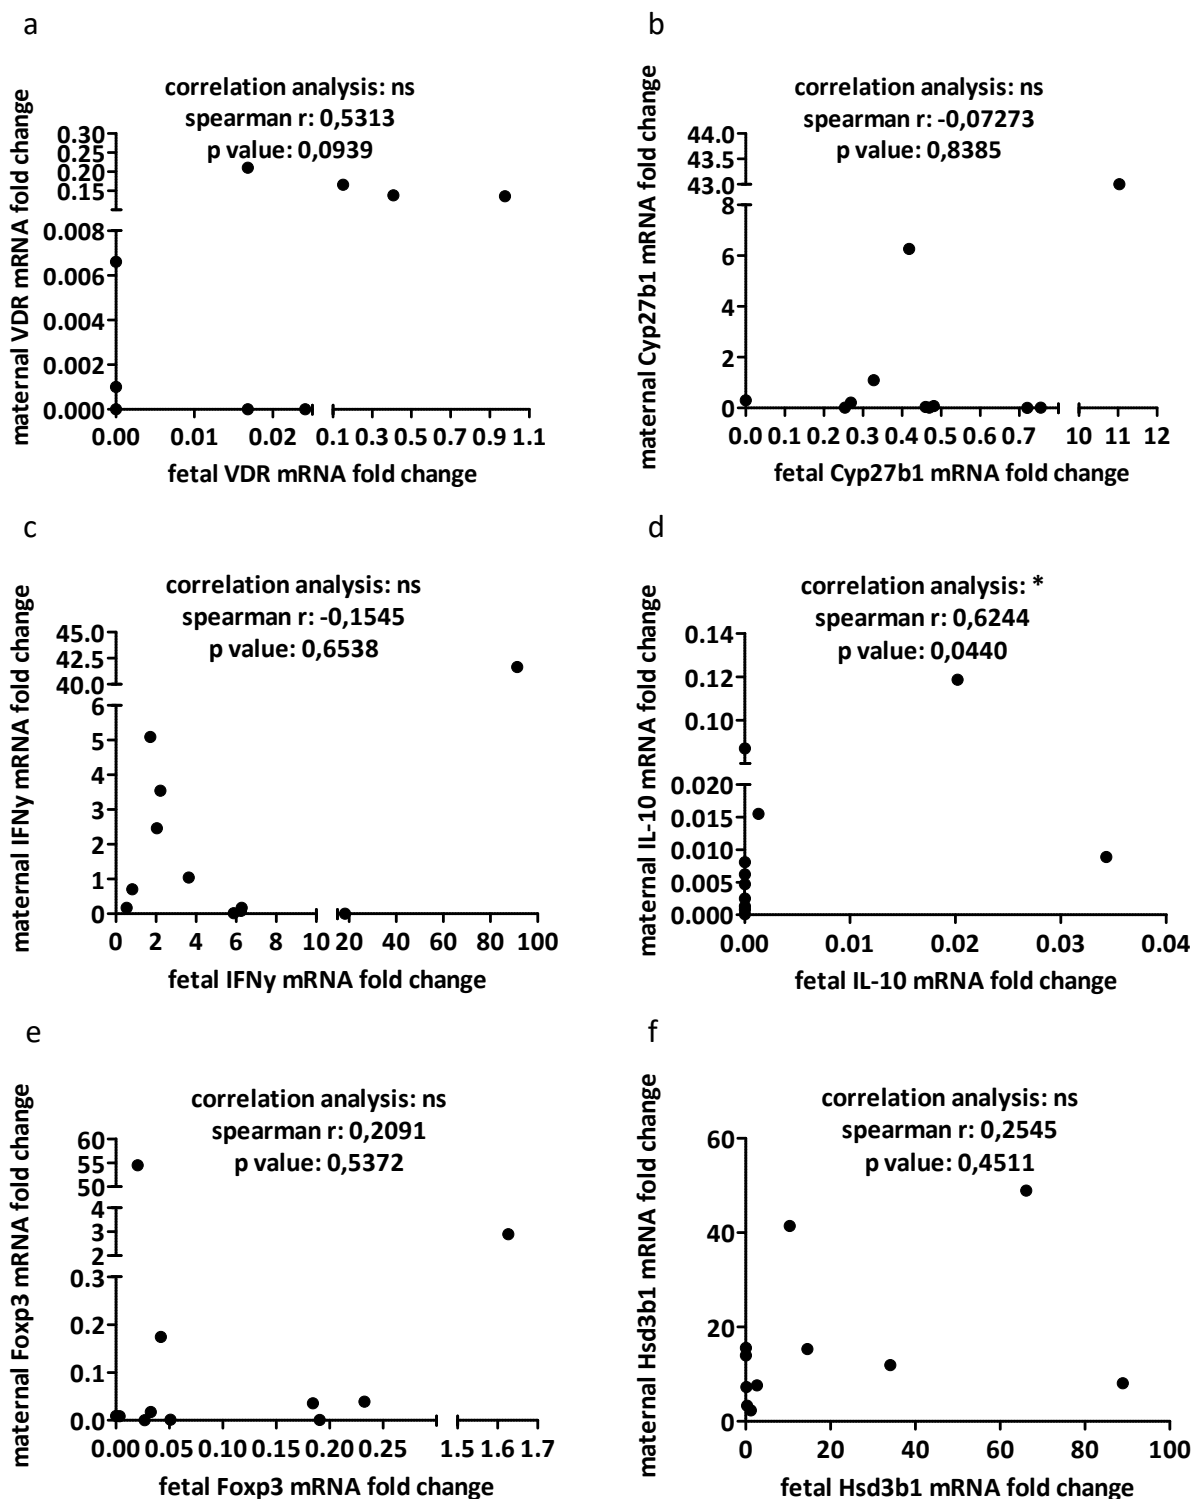 a
correlation analysis: ns
spearman r: 0,5313
p value: 0,0939
maternal VDR mRNA fold change
0.30
0.25
0.20
0.15
0.008
0.006
0.004
0.002
0.000
0.00 0.01 0.02 0.1 0.3 0.5 0.7 0.9 1.1
fetal VDR mRNA fold change
b
correlation analysis: ns
spearman r: -0,07273
p value: 0,8385
maternal Cyp27b1 mRNA fold change
44.0
43.5
43.0
8
6
4
2
0
0.0 0.1 0.2 0.3 0.4 0.5 0.6 0.7 10 11 12
fetal Cyp27b1 mRNA fold change
c
correlation analysis: ns
spearman r: -0,1545
p value: 0,6538
maternal IFNy mRNA fold change
45.0
42.5
40.0
6
5
4
3
2
1
0
0 2 4 6 8 10 20 40 60 80 100
fetal IFNy mRNA fold change
d
correlation analysis: *
spearman r: 0,6244
p value: 0,0440
maternal IL-10 mRNA fold change
0.14
0.12
0.10
0.020
0.015
0.010
0.005
0.000
0.00 0.01 0.02 0.03 0.04
fetal IL-10 mRNA fold change
e
correlation analysis: ns
spearman r: 0,2091
p value: 0,5372
maternal Foxp3 mRNA fold change
60
55
50
4
3
2
0.3
0.2
0.1
0.0
0.00 0.05 0.10 0.15 0.20 0.25 1.5 1.6 1.7
fetal Foxp3 mRNA fold change
f
correlation analysis: ns
spearman r: 0,2545
p value: 0,4511
maternal Hsd3b1 mRNA fold change
60
40
20
0
0 20 40 60 80 100
fetal Hsd3b1 mRNA fold change